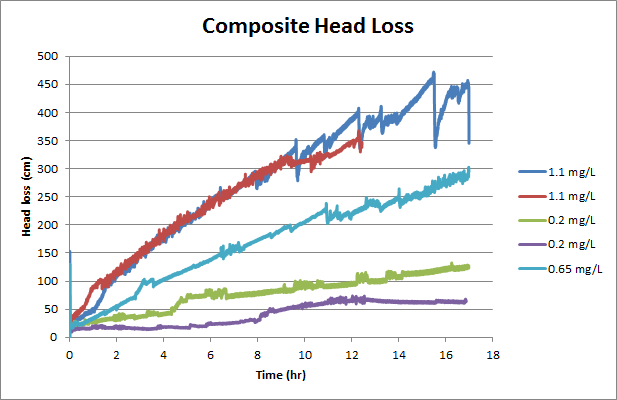 Composite Head Loss
500
450
400
350
300
250
200
150
100
50
0
Head loss (cm)
0 2 4 6 8 10 12 14 16 18
Time (hr)
1.1 mg/L
1.1 mg/L
0.2 mg/L
0.2 mg/L
0.65 mg/L